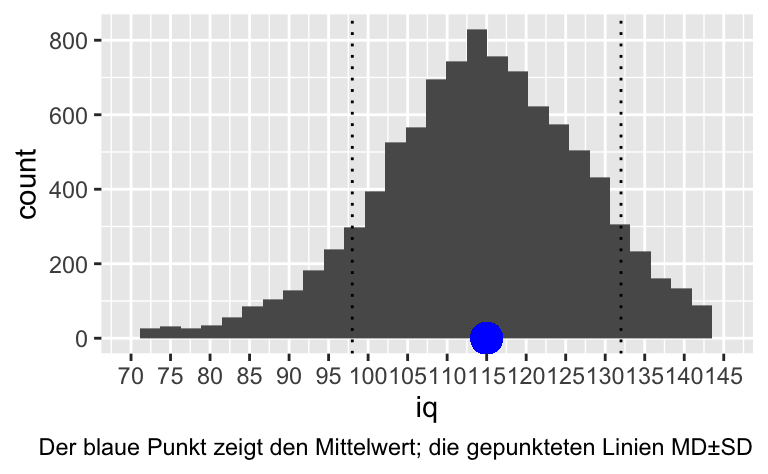 800
600
400
200
0
count
70 75 80 85 90 95 100 105 110 115 120 125 130 135 140 145
iq
Der blaue Punkt zeigt den Mittelwert; die gepunkteten Linien MD±SD